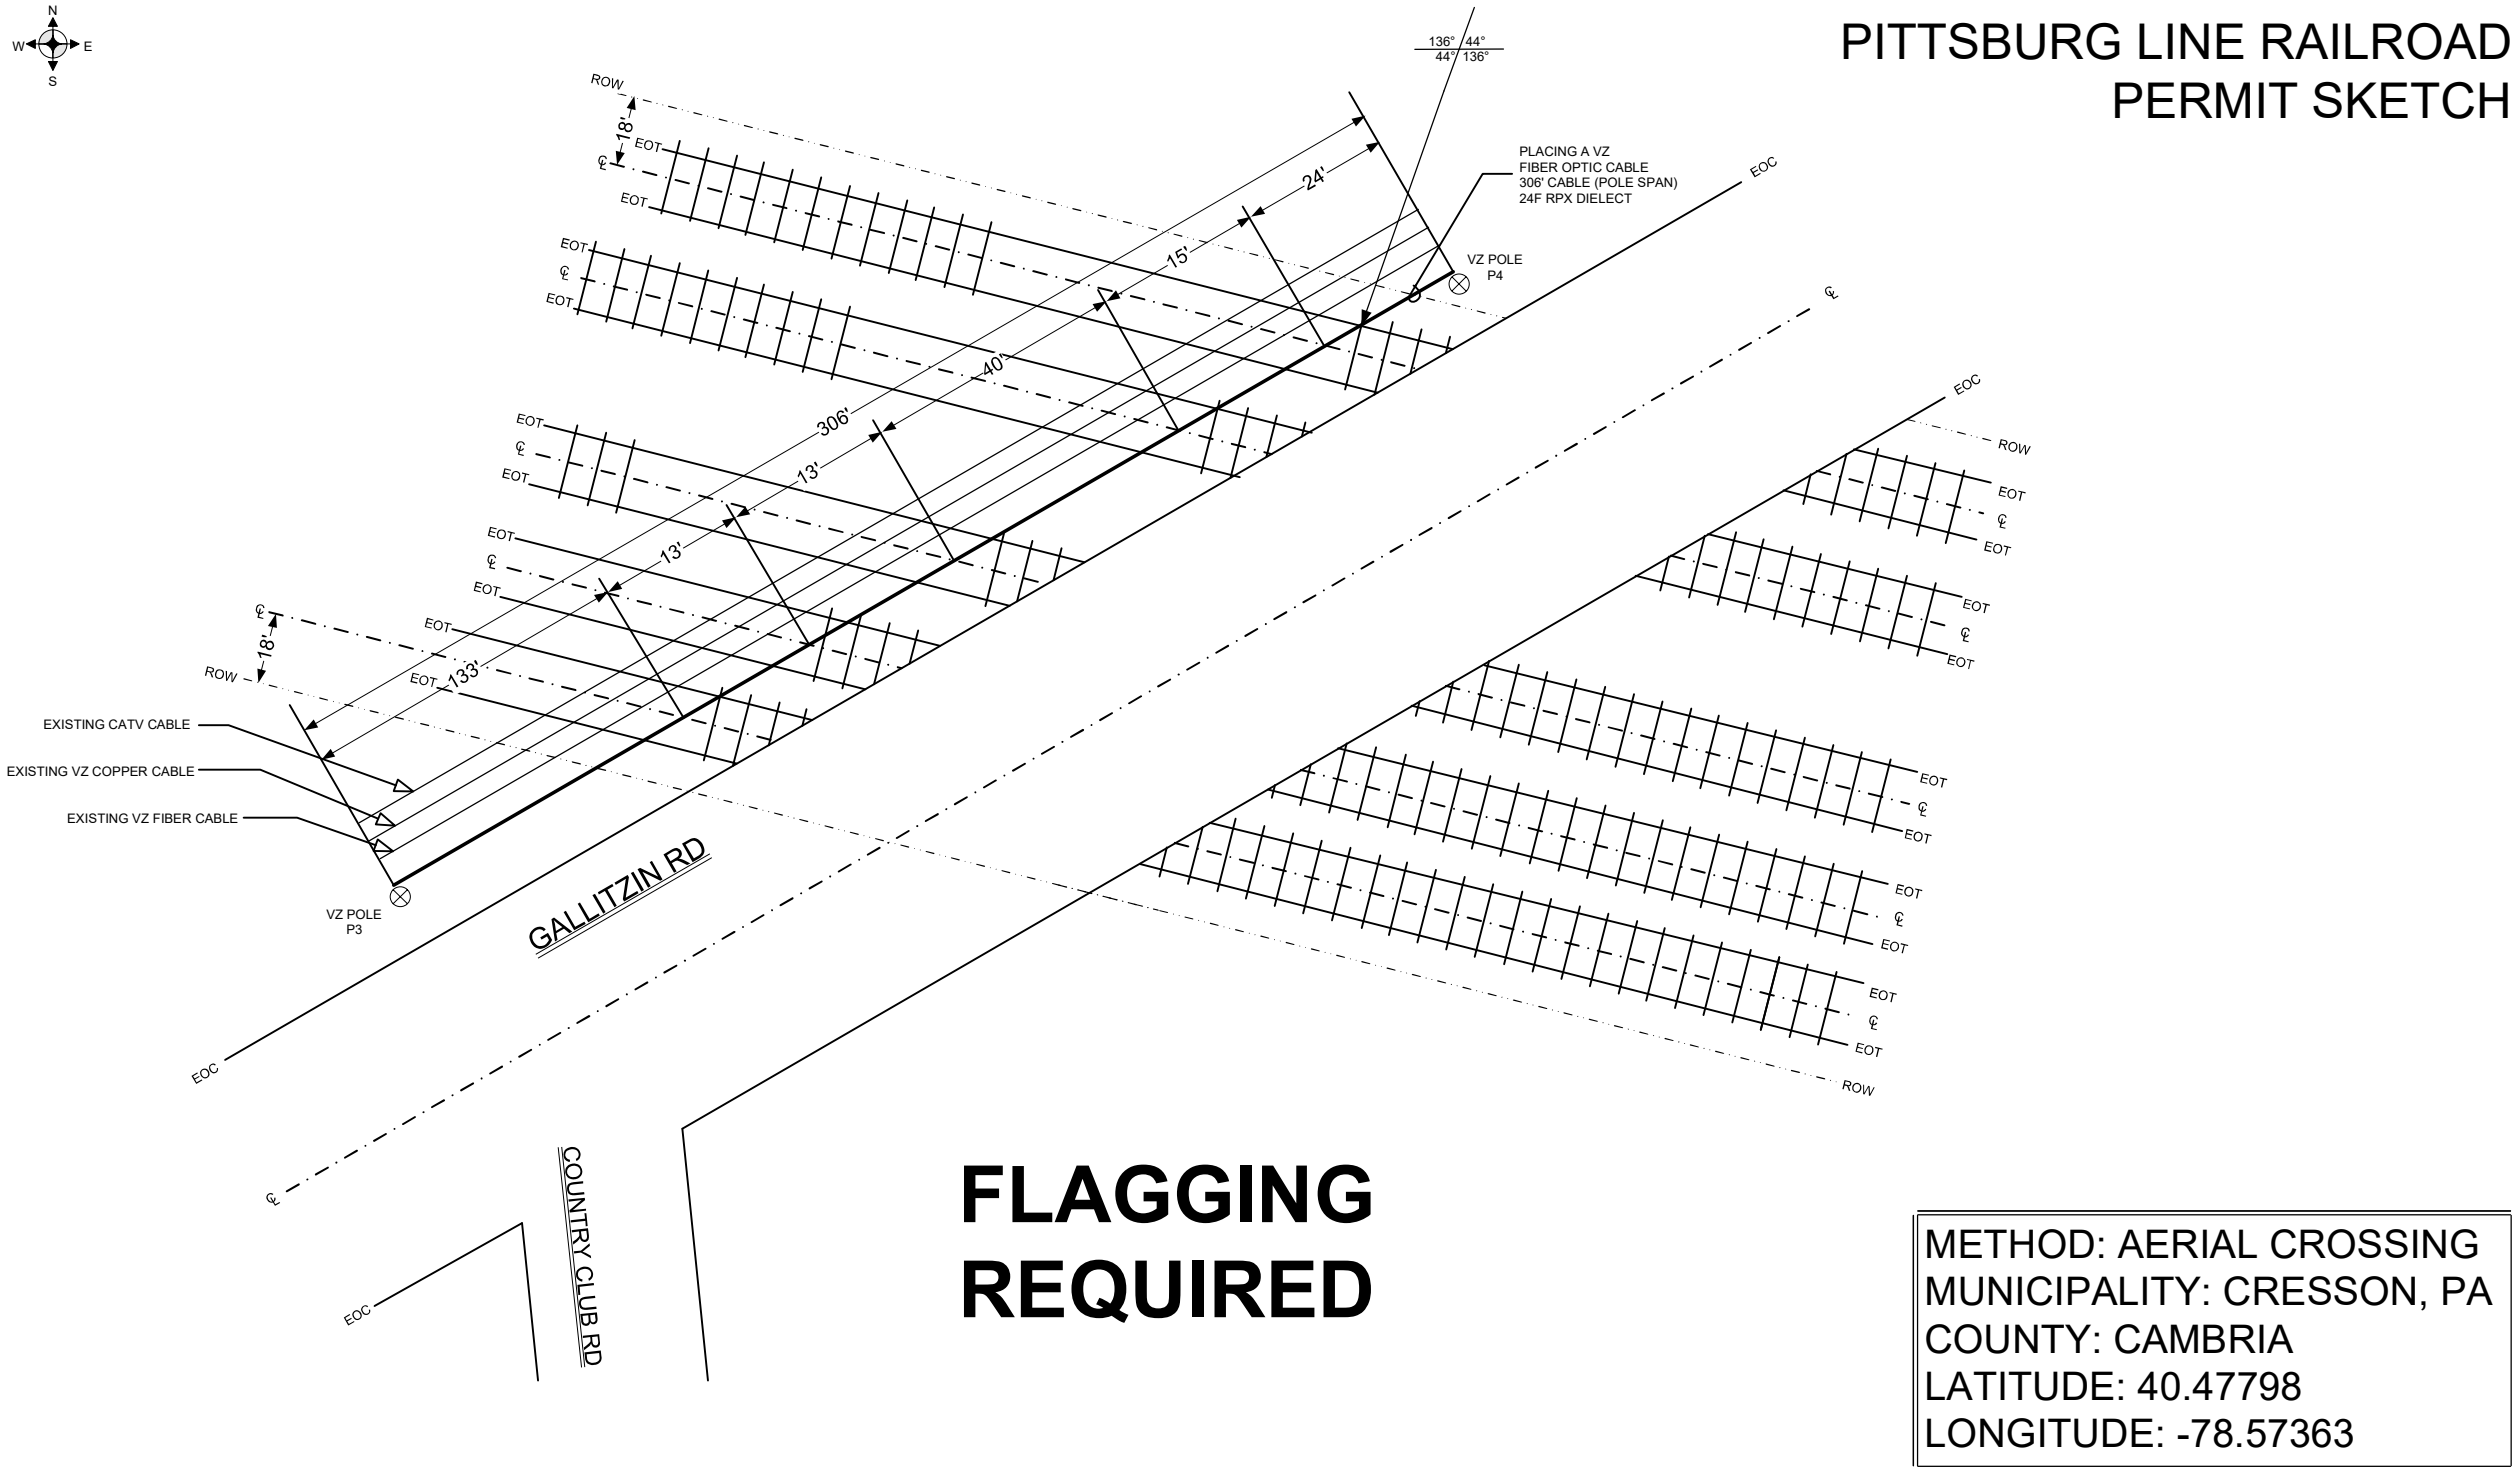 N
W E
S
PITTSBURG LINE RAILROAD
PERMIT SKETCH
136° 44°
44° 136°
PLACING A VZ
FIBER OPTIC CABLE
306' CABLE (POLE SPAN)
24F RPX DIELECT
ROW
18'
EOT
℄
EOT
EOT
℄
EOT
24'
15'
40'
306'
13'
13'
133'
VZ POLE
P4
EOC
℄
EOT
℄
EOT
EOT
℄
EOT
℄
18'
EOT
ROW
EOT
EXISTING CATV CABLE
EXISTING VZ COPPER CABLE
EXISTING VZ FIBER CABLE
VZ POLE
P3
GALLITZIN RD
EOC
℄
EOC
COUNTRY CLUB RD
EOC
ROW
EOT
℄
EOT
EOT
℄
EOT
EOT
℄
EOT
EOT
℄
EOT
EOT
℄
EOT
ROW
FLAGGING
REQUIRED
METHOD: AERIAL CROSSING
MUNICIPALITY: CRESSON, PA
COUNTY: CAMBRIA
LATITUDE: 40.47798
LONGITUDE: -78.57363